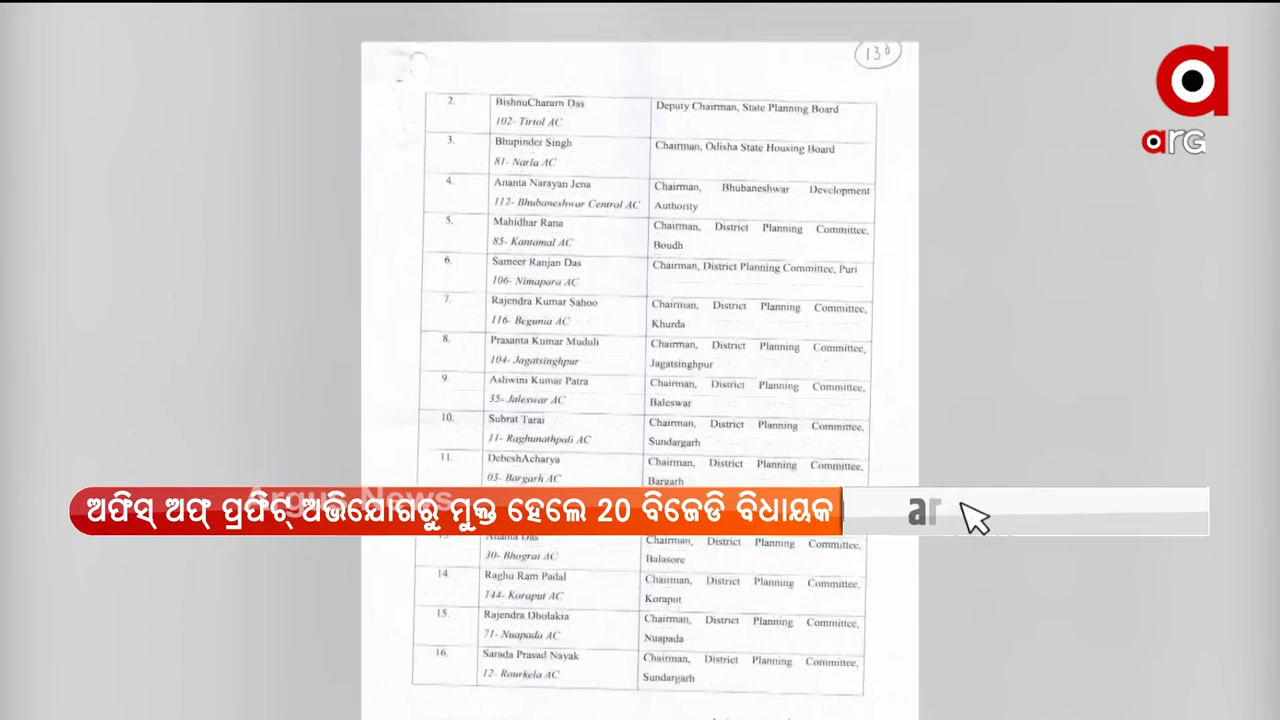 130
arg
2. BishnuCharam Das Deputy Chairman, State Planning Board
102- Tirtol AC
3. Bhupinder Singh Chairman, Odisha State Housing Board
81- Narla AC
4. Ananta Narayan Jena Chairman, Bhubaneshwar Development
112- Bhubaneshwar Central AC Authority
5. Mahidhar Rana Chairman, District Planning Committee,
85- Kantamal AC Boudh
6. Sameer Ranjan Das Chairman, District Planning Committee, Puri
106- Nimapara AC
7. Rajendra Kumar Sahoo Chairman, District Planning Committee,
116- Begunia AC Khurda
8. Prasanta Kumar Muduli Chairman, District Planning Committee,
104- Jagatsinghpur Jagatsinghpur
9. Ashwini Kumar Patra Chairman, District Planning Committee,
35- Jaleswar AC Baleswar
10. Subrat Tarai Chairman, District Planning Committee,
11- Raghunathpali AC Sundargarh
11. DebeshAcharya Chairman, District Planning Committee,
03- Bargarh AC Bargarh
Argus News
ଅଫିସ୍ ଅଫ୍ ପ୍ରଫିଟ୍ ଅଭିଯୋଗରୁ ମୁକ୍ତ ହେଲେ 20 ବିଜେଡି ବିଧାୟକ
ar
13. Ananta Das Chairman, District Planning Committee,
30- Bhograi AC Balasore
14. Raghu Ram Padal Chairman, District Planning Committee,
144- Koraput AC Koraput
15. Rajendra Dholakia Chairman, District Planning Committee,
71- Nuapada AC Nuapada
16. Sarada Prasad Nayak Chairman, District Planning Committee,
12- Rourkela AC Sundargarh